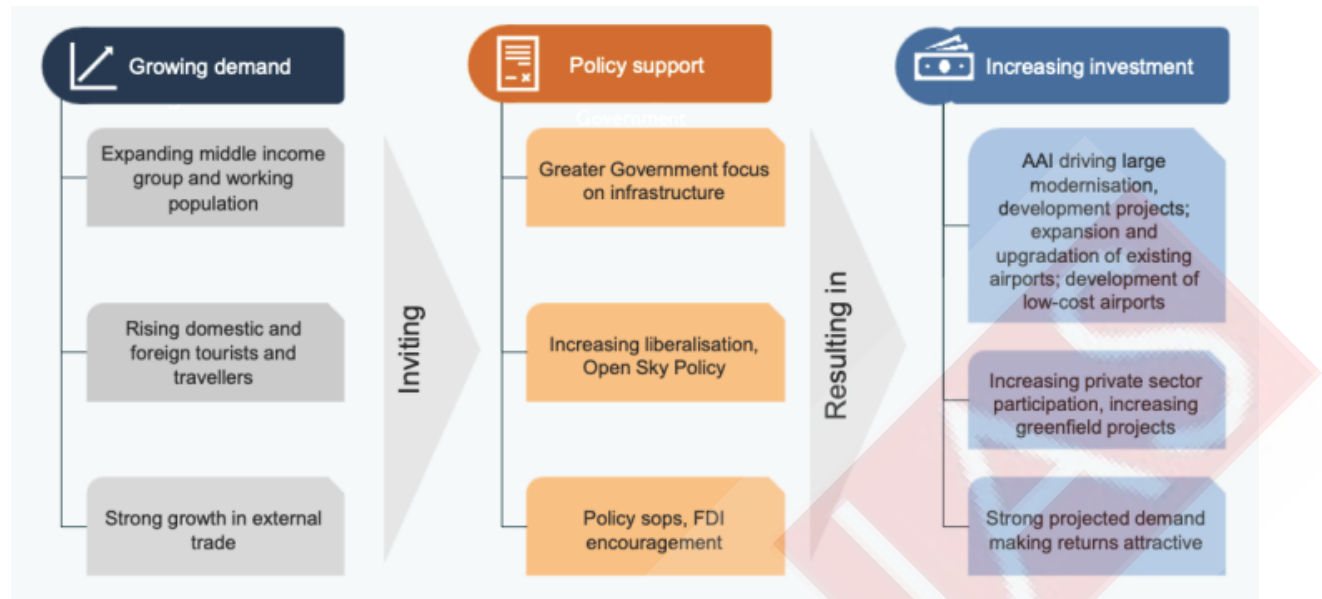 Growing demand
Expanding middle income
group and working
population
Rising domestic and
foreign tourists and
travellers
Strong growth in external
trade
Inviting
Policy support
Government
Greater Government focus
on infrastructure
Increasing liberalisation,
Open Sky Policy
Policy sops, FDI
encouragement
Resulting in
Increasing investment
AAI driving large
modernisation,
development projects;
expansion and
upgradation of existing
airports; development of
low-cost airports
Increasing private sector
participation, increasing
greenfield projects
Strong projected demand
making returns attractive